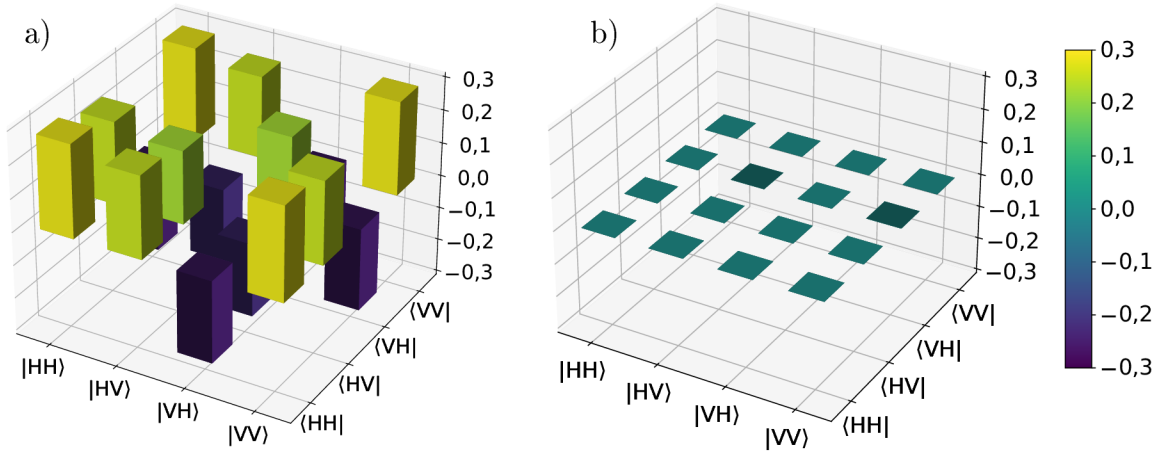 a)
0,3
0,2
0,1
0,0
−0,1
−0,2
−0,3
|HH⟩
|HV⟩
|VH⟩
|VV⟩
⟨HH|
⟨HV|
⟨VH|
⟨VV|
b)
0,3
0,2
0,1
0,0
−0,1
−0,2
−0,3
|HH⟩
|HV⟩
|VH⟩
|VV⟩
⟨HH|
⟨HV|
⟨VH|
⟨VV|
0,3
0,2
0,1
0,0
−0,1
−0,2
−0,3